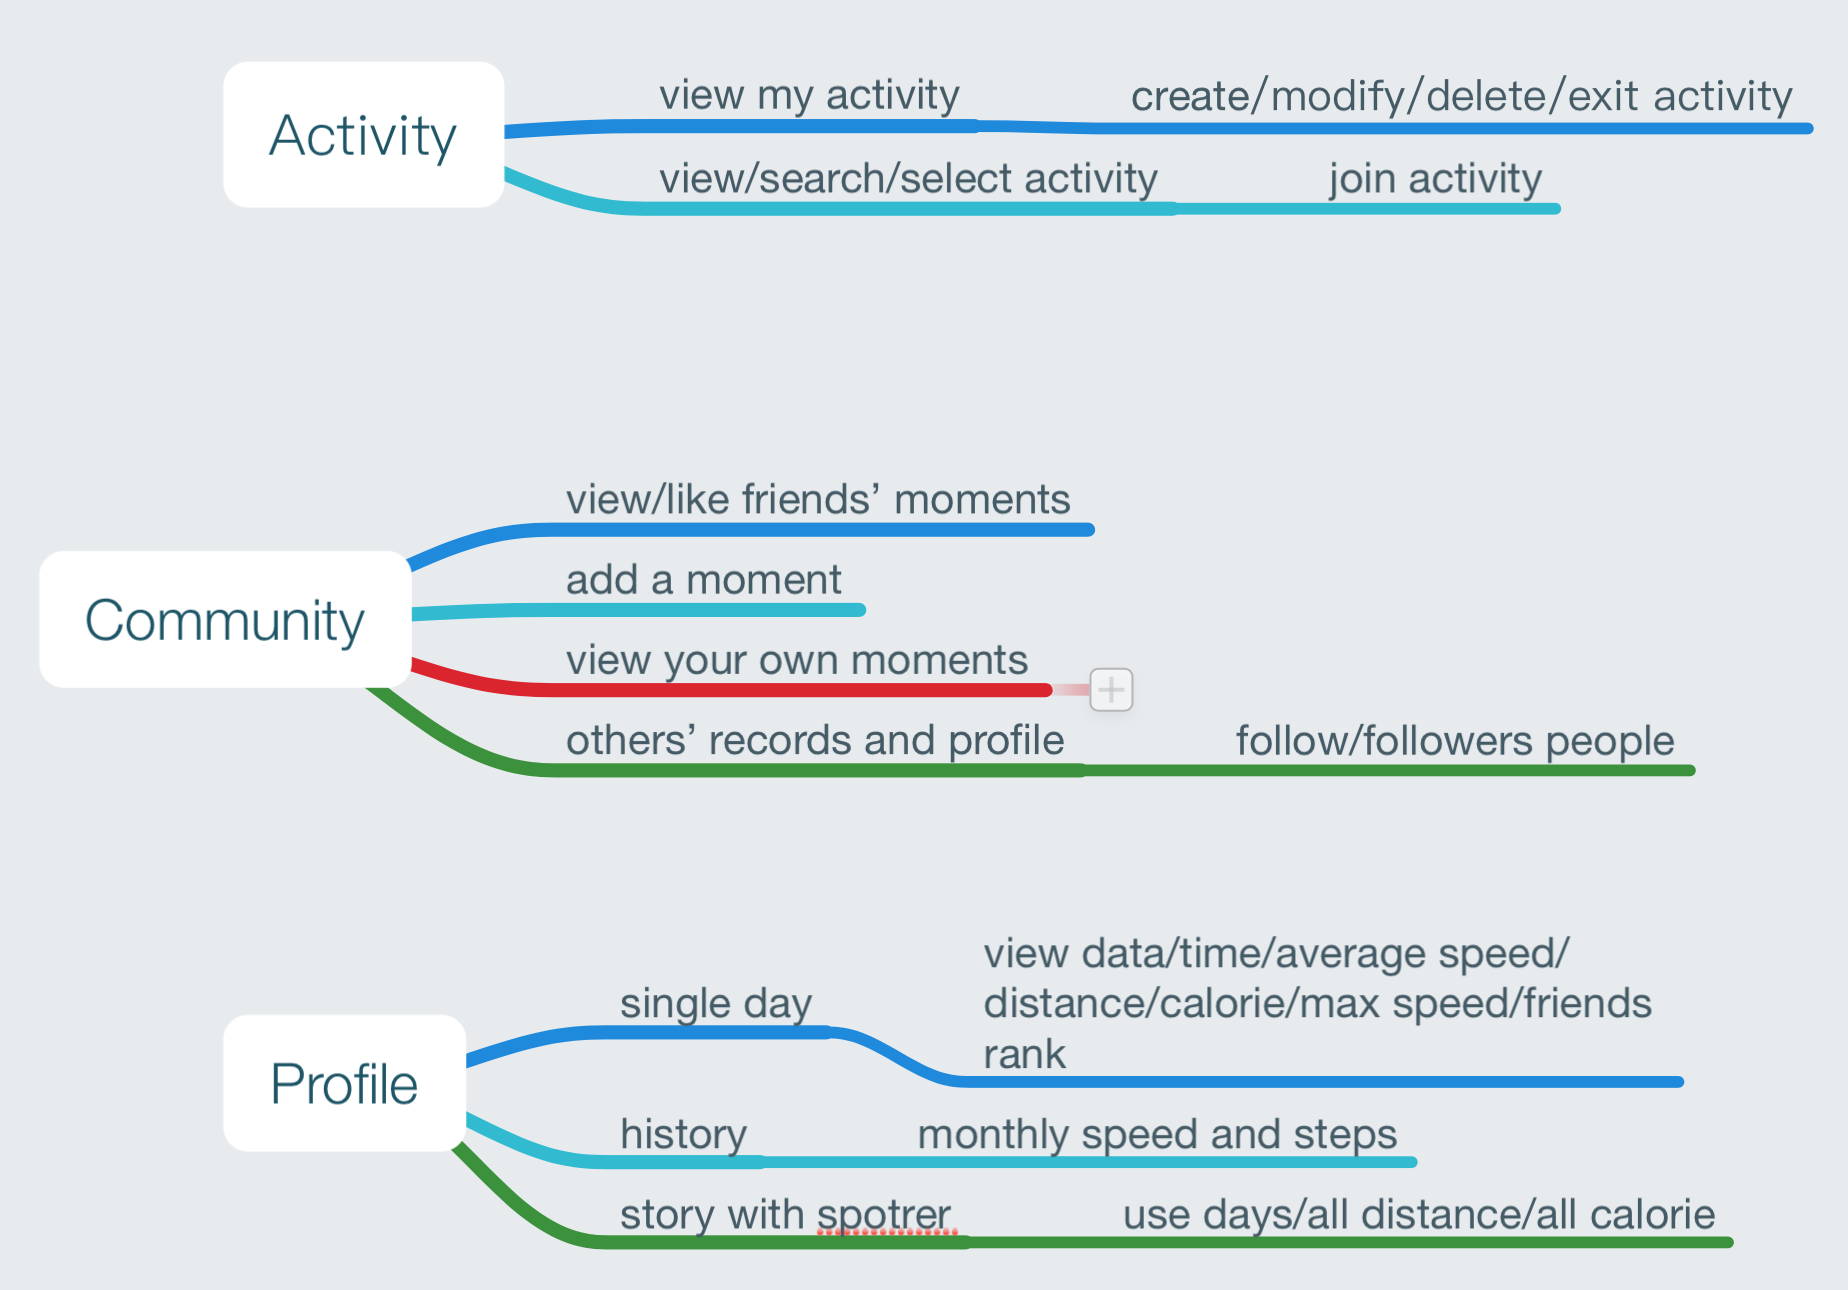 Activity
view my activity
create/modify/delete/exit activity
view/search/select activity
join activity
Community
view/like friends’ moments
add a moment
view your own moments
others’ records and profile
follow/followers people
Profile
single day
view data/time/average speed/
distance/calorie/max speed/friends
rank
history
monthly speed and steps
story with spotrer
use days/all distance/all calorie